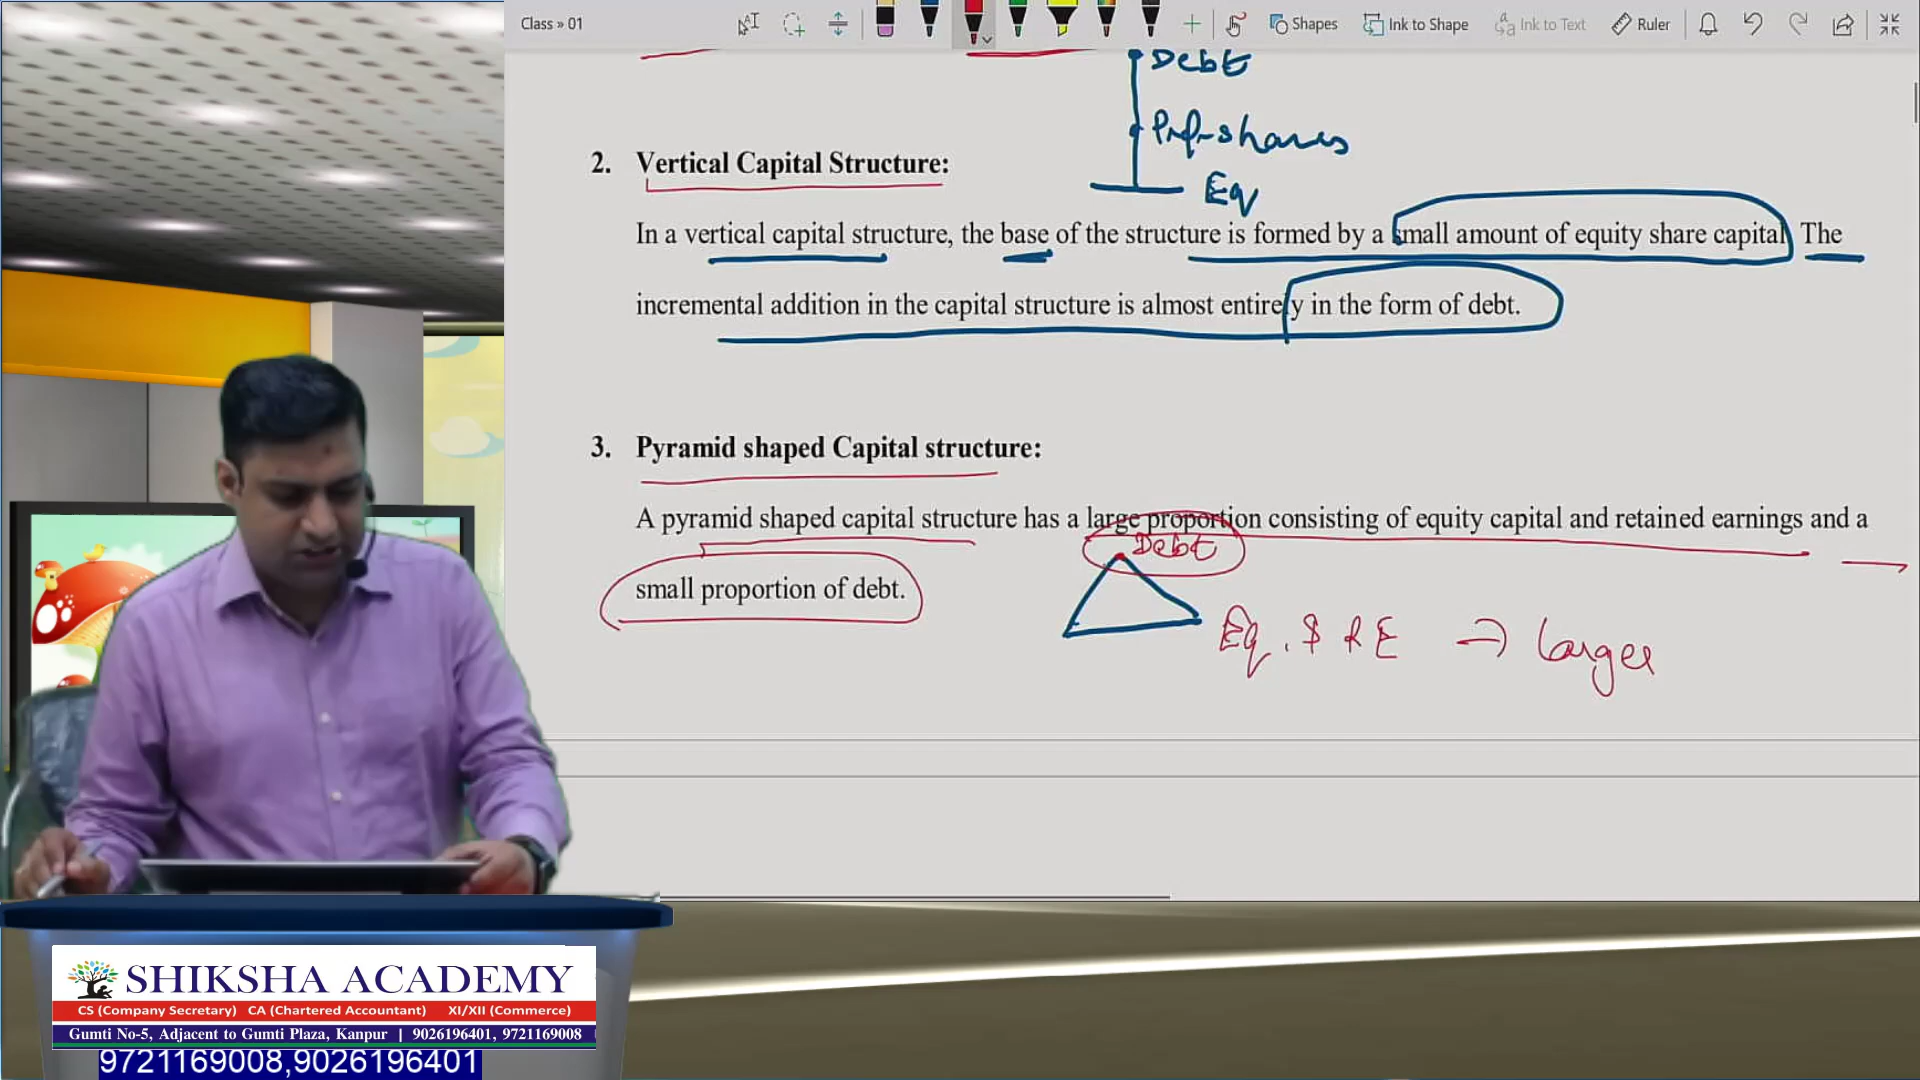 Class » 01
Shapes
Ink to Shape
Ink to Text
Ruler
Debt
Pref-shares
Eq
2. Vertical Capital Structure:
In a vertical capital structure, the base of the structure is formed by a small amount of equity share capital. The
incremental addition in the capital structure is almost entirely in the form of debt.
3. Pyramid shaped Capital structure:
A pyramid shaped capital structure has a large proportion consisting of equity capital and retained earnings and a
small proportion of debt.
Debt
Eq. $ RE ⇒ larger
SHIKSHA ACADEMY
CS (Company Secretary) CA (Chartered Accountant) XI/XII (Commerce)
Gumti No-5, Adjacent to Gumti Plaza, Kanpur | 9026196401, 9721169008
9721169008,9026196401